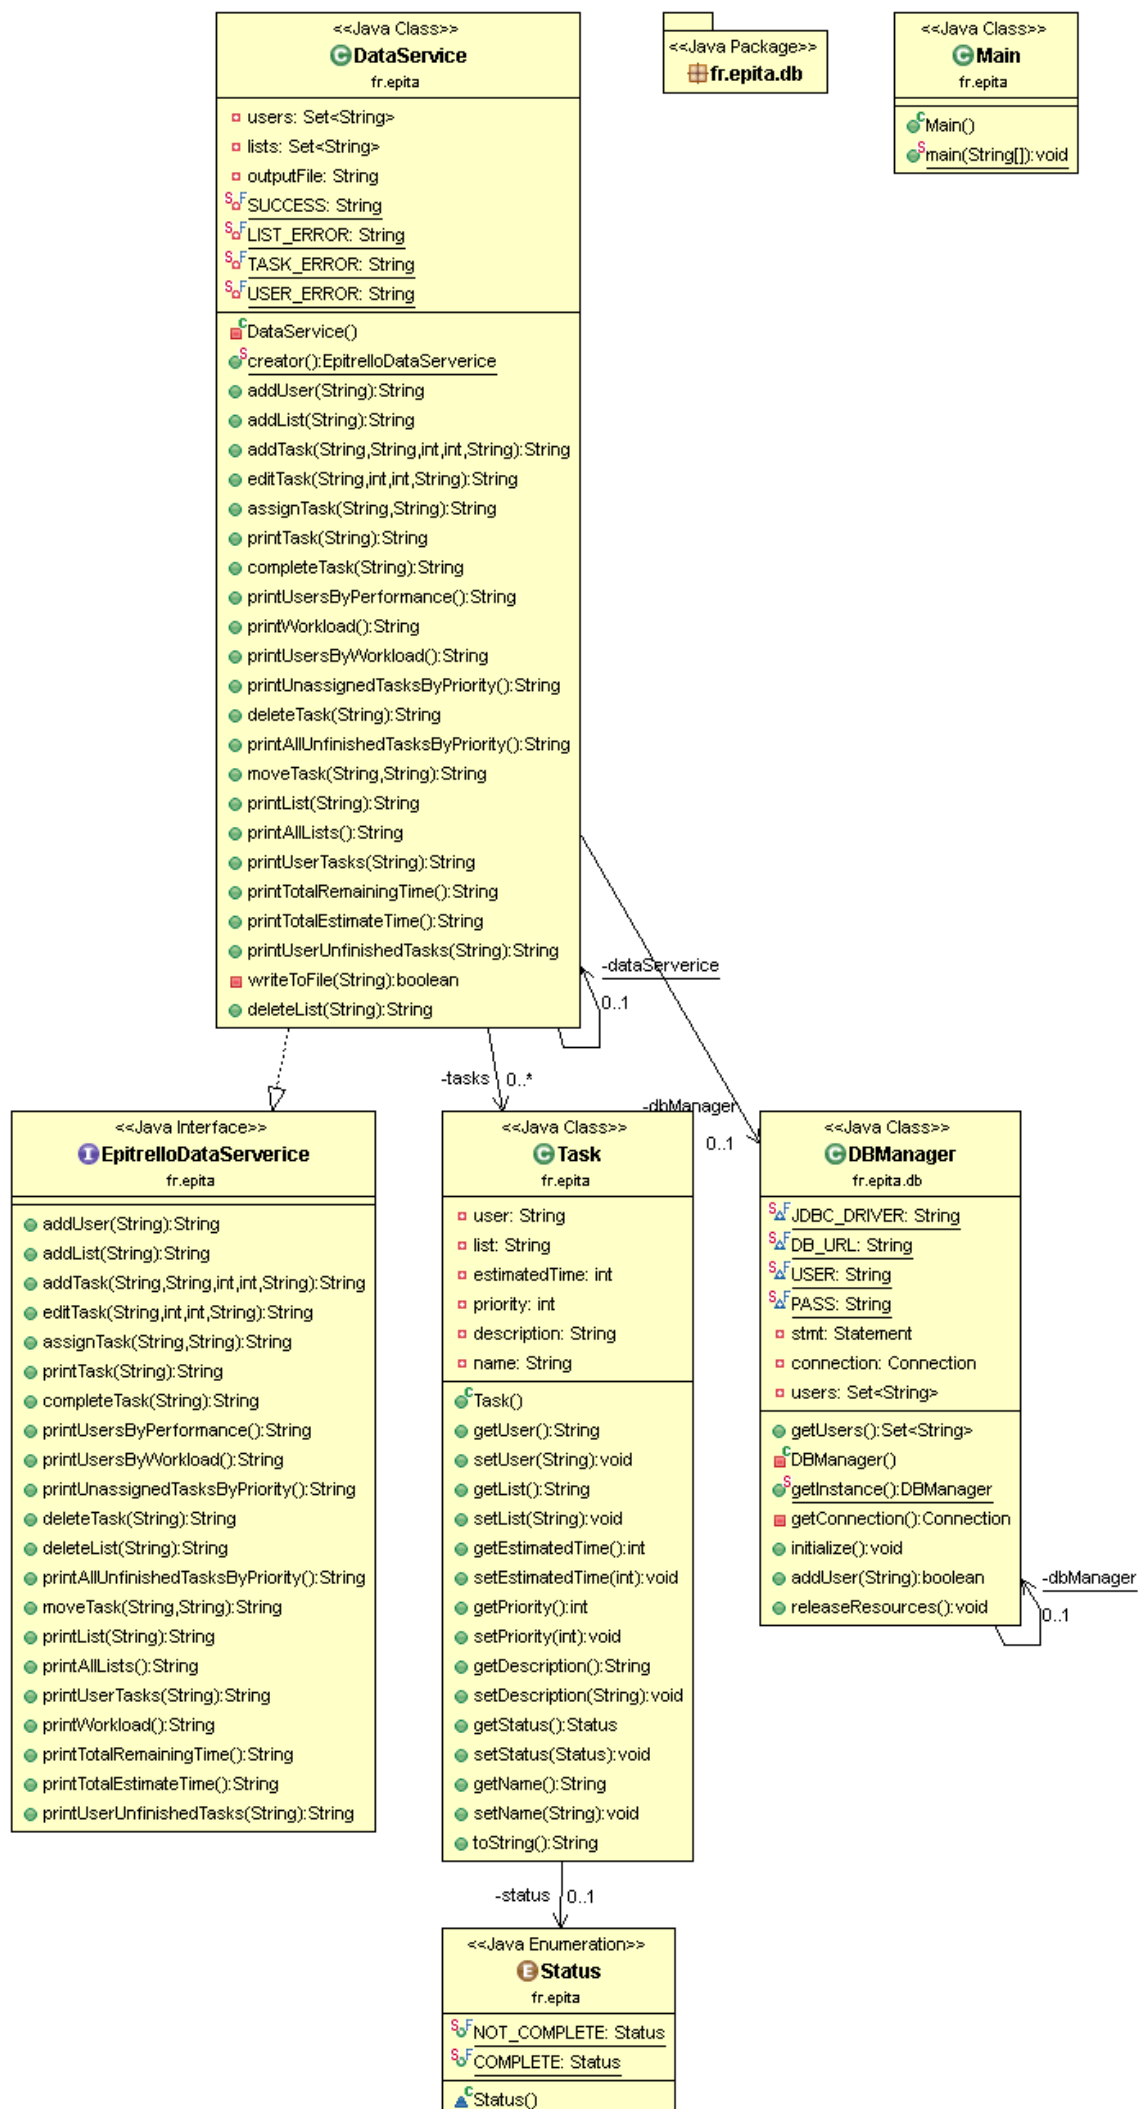 <<Java Class>>
DataService
fr.epita
users: Set<String>
lists: Set<String>
outputFile: String
SUCCESS: String
LIST_ERROR: String
TASK_ERROR: String
USER_ERROR: String
DataService()
creator():EpitrelloDataServerice
addUser(String):String
addList(String):String
addTask(String,String,int,int,String):String
editTask(String,int,int,String):String
assignTask(String,String):String
printTask(String):String
completeTask(String):String
printUsersByPerformance():String
printWorkload():String
printUsersByWorkload():String
printUnassignedTasksByPriority():String
deleteTask(String):String
printAllUnfinishedTasksByPriority():String
moveTask(String,String):String
printList(String):String
printAllLists():String
printUserTasks(String):String
printTotalRemainingTime():String
printTotalEstimateTime():String
printUserUnfinishedTasks(String):String
writeToFile(String):boolean
deleteList(String):String
<<Java Package>>
fr.epita.db
<<Java Class>>
Main
fr.epita
Main()
main(String[]):void
-dataServerice
0..1
-tasks 0..*
-dbManager
0..1
<<Java Interface>>
EpitrelloDataServerice
fr.epita
addUser(String):String
addList(String):String
addTask(String,String,int,int,String):String
editTask(String,int,int,String):String
assignTask(String,String):String
printTask(String):String
completeTask(String):String
printUsersByPerformance():String
printUsersByWorkload():String
printUnassignedTasksByPriority():String
deleteTask(String):String
deleteList(String):String
printAllUnfinishedTasksByPriority():String
moveTask(String,String):String
printList(String):String
printAllLists():String
printUserTasks(String):String
printWorkload():String
printTotalRemainingTime():String
printTotalEstimateTime():String
printUserUnfinishedTasks(String):String
<<Java Class>>
Task
fr.epita
user: String
list: String
estimatedTime: int
priority: int
description: String
name: String
Task()
getUser():String
setUser(String):void
getList():String
setList(String):void
getEstimatedTime():int
setEstimatedTime(int):void
getPriority():int
setPriority(int):void
getDescription():String
setDescription(String):void
getStatus():Status
setStatus(Status):void
getName():String
setName(String):void
toString():String
<<Java Class>>
DBManager
fr.epita.db
JDBC_DRIVER: String
DB_URL: String
USER: String
PASS: String
stmt: Statement
connection: Connection
users: Set<String>
getUsers():Set<String>
DBManager()
getInstance():DBManager
getConnection():Connection
initialize():void
addUser(String):boolean
releaseResources():void
-dbManager
0..1
-status 0..1
<<Java Enumeration>>
Status
fr.epita
NOT_COMPLETE: Status
COMPLETE: Status
Status()